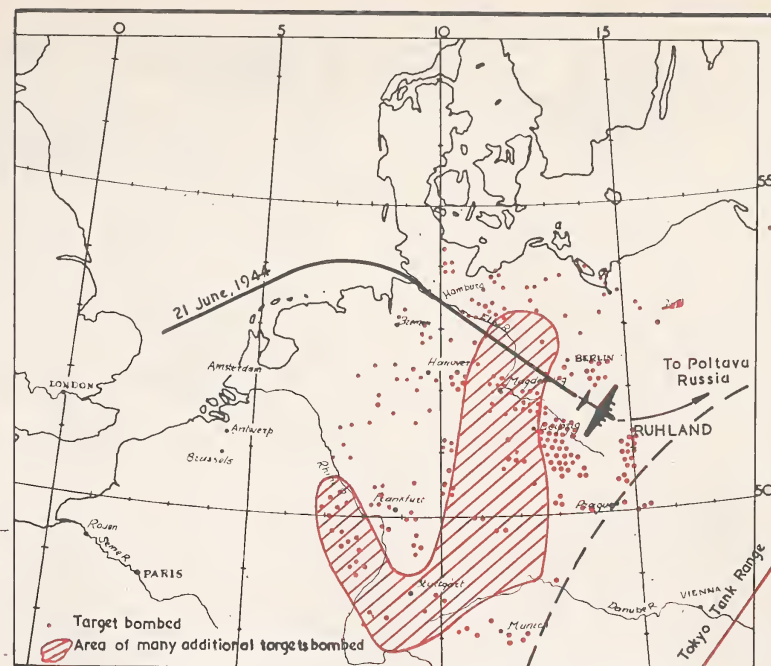 0
5
10
15
55
21 June, 1944
Hamburg
Hanover
BERLIN
To Poltava
Russia
Amsterdam
LONDON
RUHLAND
Leipzig
Antwerp
Brussels
50
Frankfurt
Prague
Rouen
Seine R
PARIS
Stuttgart
Danube R
VIENNA
Tokyo Tank Range
Target bombed
Area of many additional targets bombed